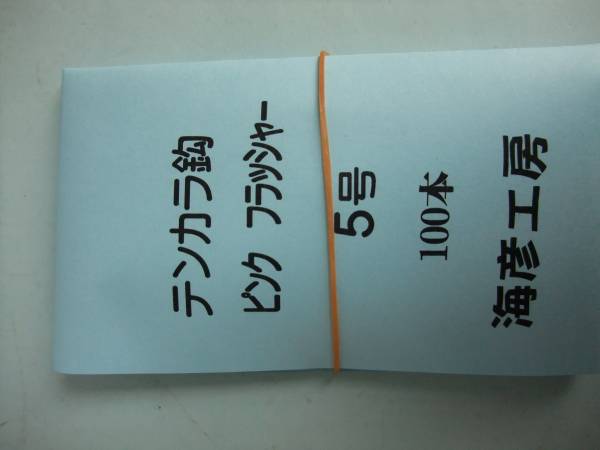 テンカラ鈎
ピンク フラッシャー
5号
100本
海彦工房